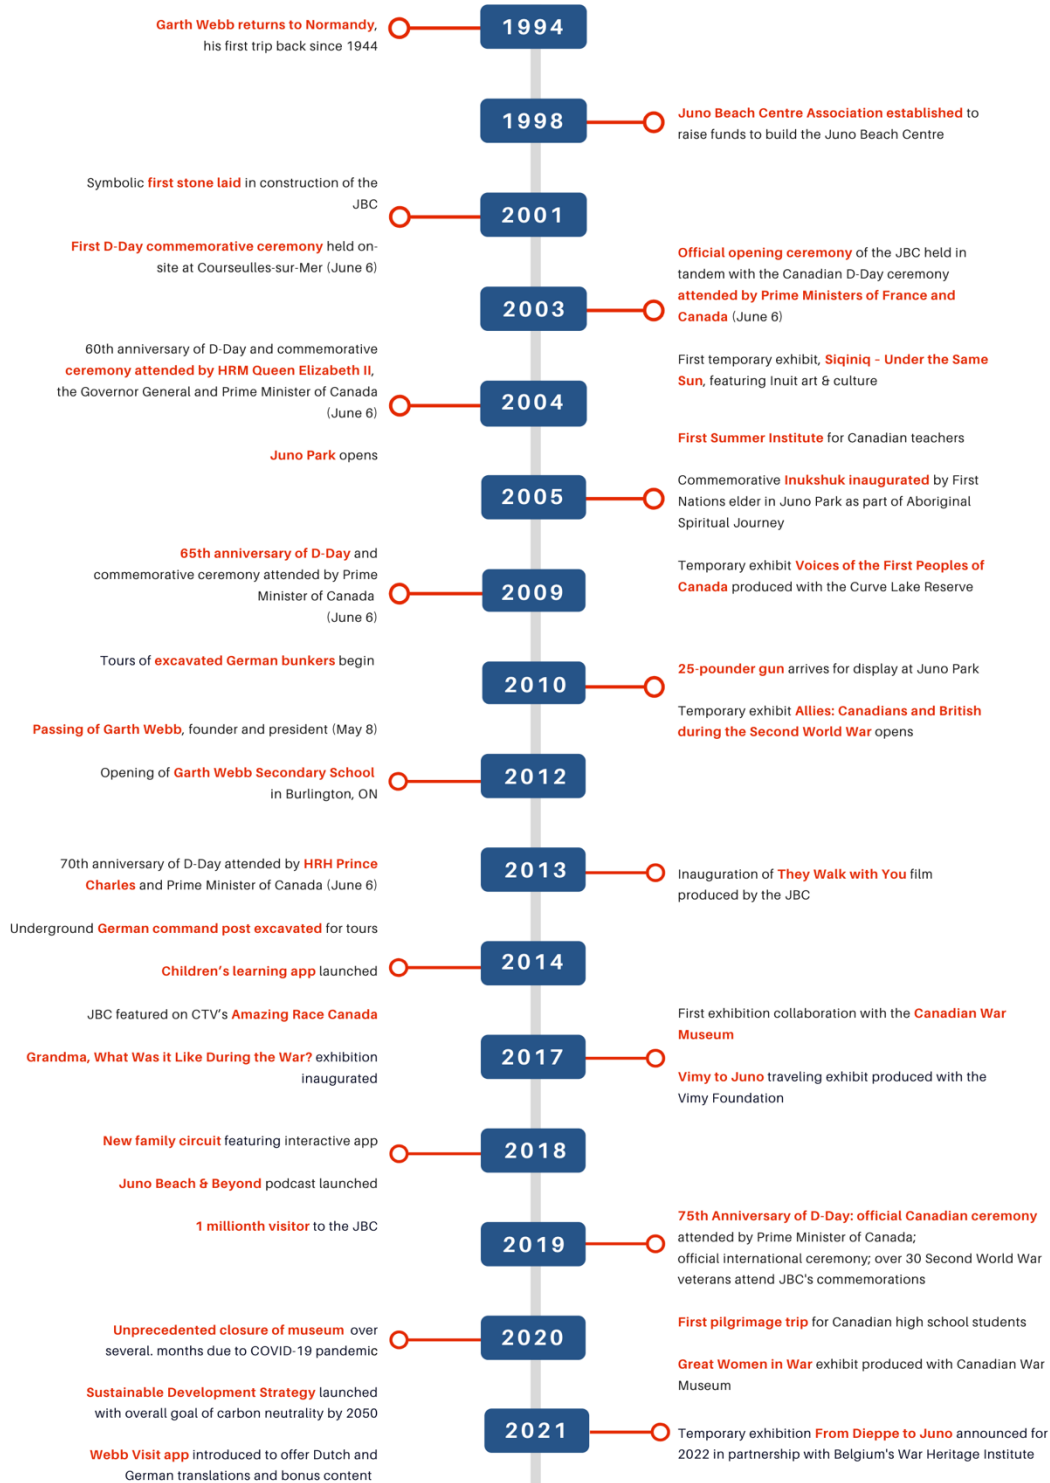 1994
Garth Webb returns to Normandy,
his first trip back since 1944
1998
Juno Beach Centre Association established to
raise funds to build the Juno Beach Centre
2001
Symbolic first stone laid in construction of the
JBC
First D-Day commemorative ceremony held on-
site at Courseulles-sur-Mer (June 6)
2003
Official opening ceremony of the JBC held in
tandem with the Canadian D-Day ceremony
attended by Prime Ministers of France and
Canada (June 6)
First temporary exhibit, Siqiniq – Under the Same
Sun, featuring Inuit art & culture
2004
60th anniversary of D-Day and commemorative
ceremony attended by HRM Queen Elizabeth II,
the Governor General and Prime Minister of Canada
(June 6)
Juno Park opens
2005
First Summer Institute for Canadian teachers
Commemorative Inukshuk inaugurated by First
Nations elder in Juno Park as part of Aboriginal
Spiritual Journey
Temporary exhibit Voices of the First Peoples of
Canada produced with the Curve Lake Reserve
2009
65th anniversary of D-Day and
commemorative ceremony attended by Prime
Minister of Canada
(June 6)
Tours of excavated German bunkers begin
2010
25-pounder gun arrives for display at Juno Park
Temporary exhibit Allies: Canadians and British
during the Second World War opens
2012
Passing of Garth Webb, founder and president (May 8)
Opening of Garth Webb Secondary School
in Burlington, ON
2013
Inauguration of They Walk with You film
produced by the JBC
2014
70th anniversary of D-Day attended by HRH Prince
Charles and Prime Minister of Canada (June 6)
Underground German command post excavated for tours
Children's learning app launched
JBC featured on CTV's Amazing Race Canada
Grandma, What Was it Like During the War? exhibition
inaugurated
2017
First exhibition collaboration with the Canadian War
Museum
Vimy to Juno traveling exhibit produced with the
Vimy Foundation
2018
New family circuit featuring interactive app
Juno Beach & Beyond podcast launched
1 millionth visitor to the JBC
2019
75th Anniversary of D-Day: official Canadian ceremony
attended by Prime Minister of Canada;
official international ceremony; over 30 Second World War
veterans attend JBC's commemorations
First pilgrimage trip for Canadian high school students
Great Women in War exhibit produced with Canadian War
Museum
2020
Unprecedented closure of museum over
several. months due to COVID-19 pandemic
Sustainable Development Strategy launched
with overall goal of carbon neutrality by 2050
Webb Visit app introduced to offer Dutch and
German translations and bonus content
2021
Temporary exhibition From Dieppe to Juno announced for
2022 in partnership with Belgium's War Heritage Institute